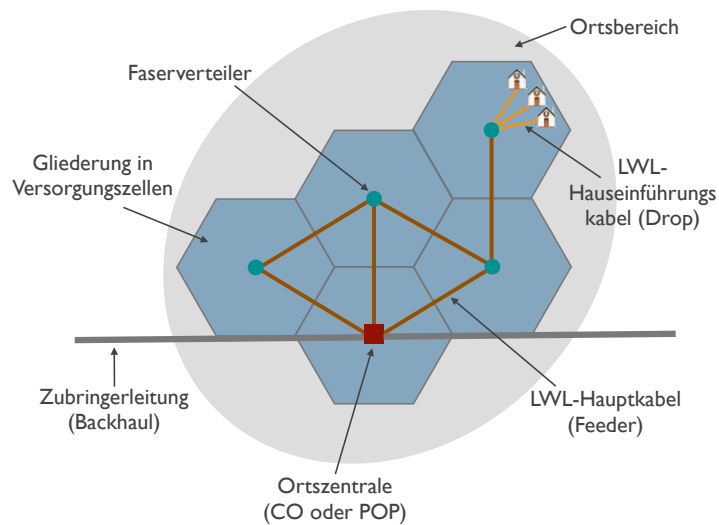 Ortsbereich
Faserverteiler
Gliederung in
Versorgungszellen
LWL-
Hauseinführungs
kabel (Drop)
Zubringerleitung
(Backhaul)
LWL-Hauptkabel
(Feeder)
Ortszentrale
(CO oder POP)